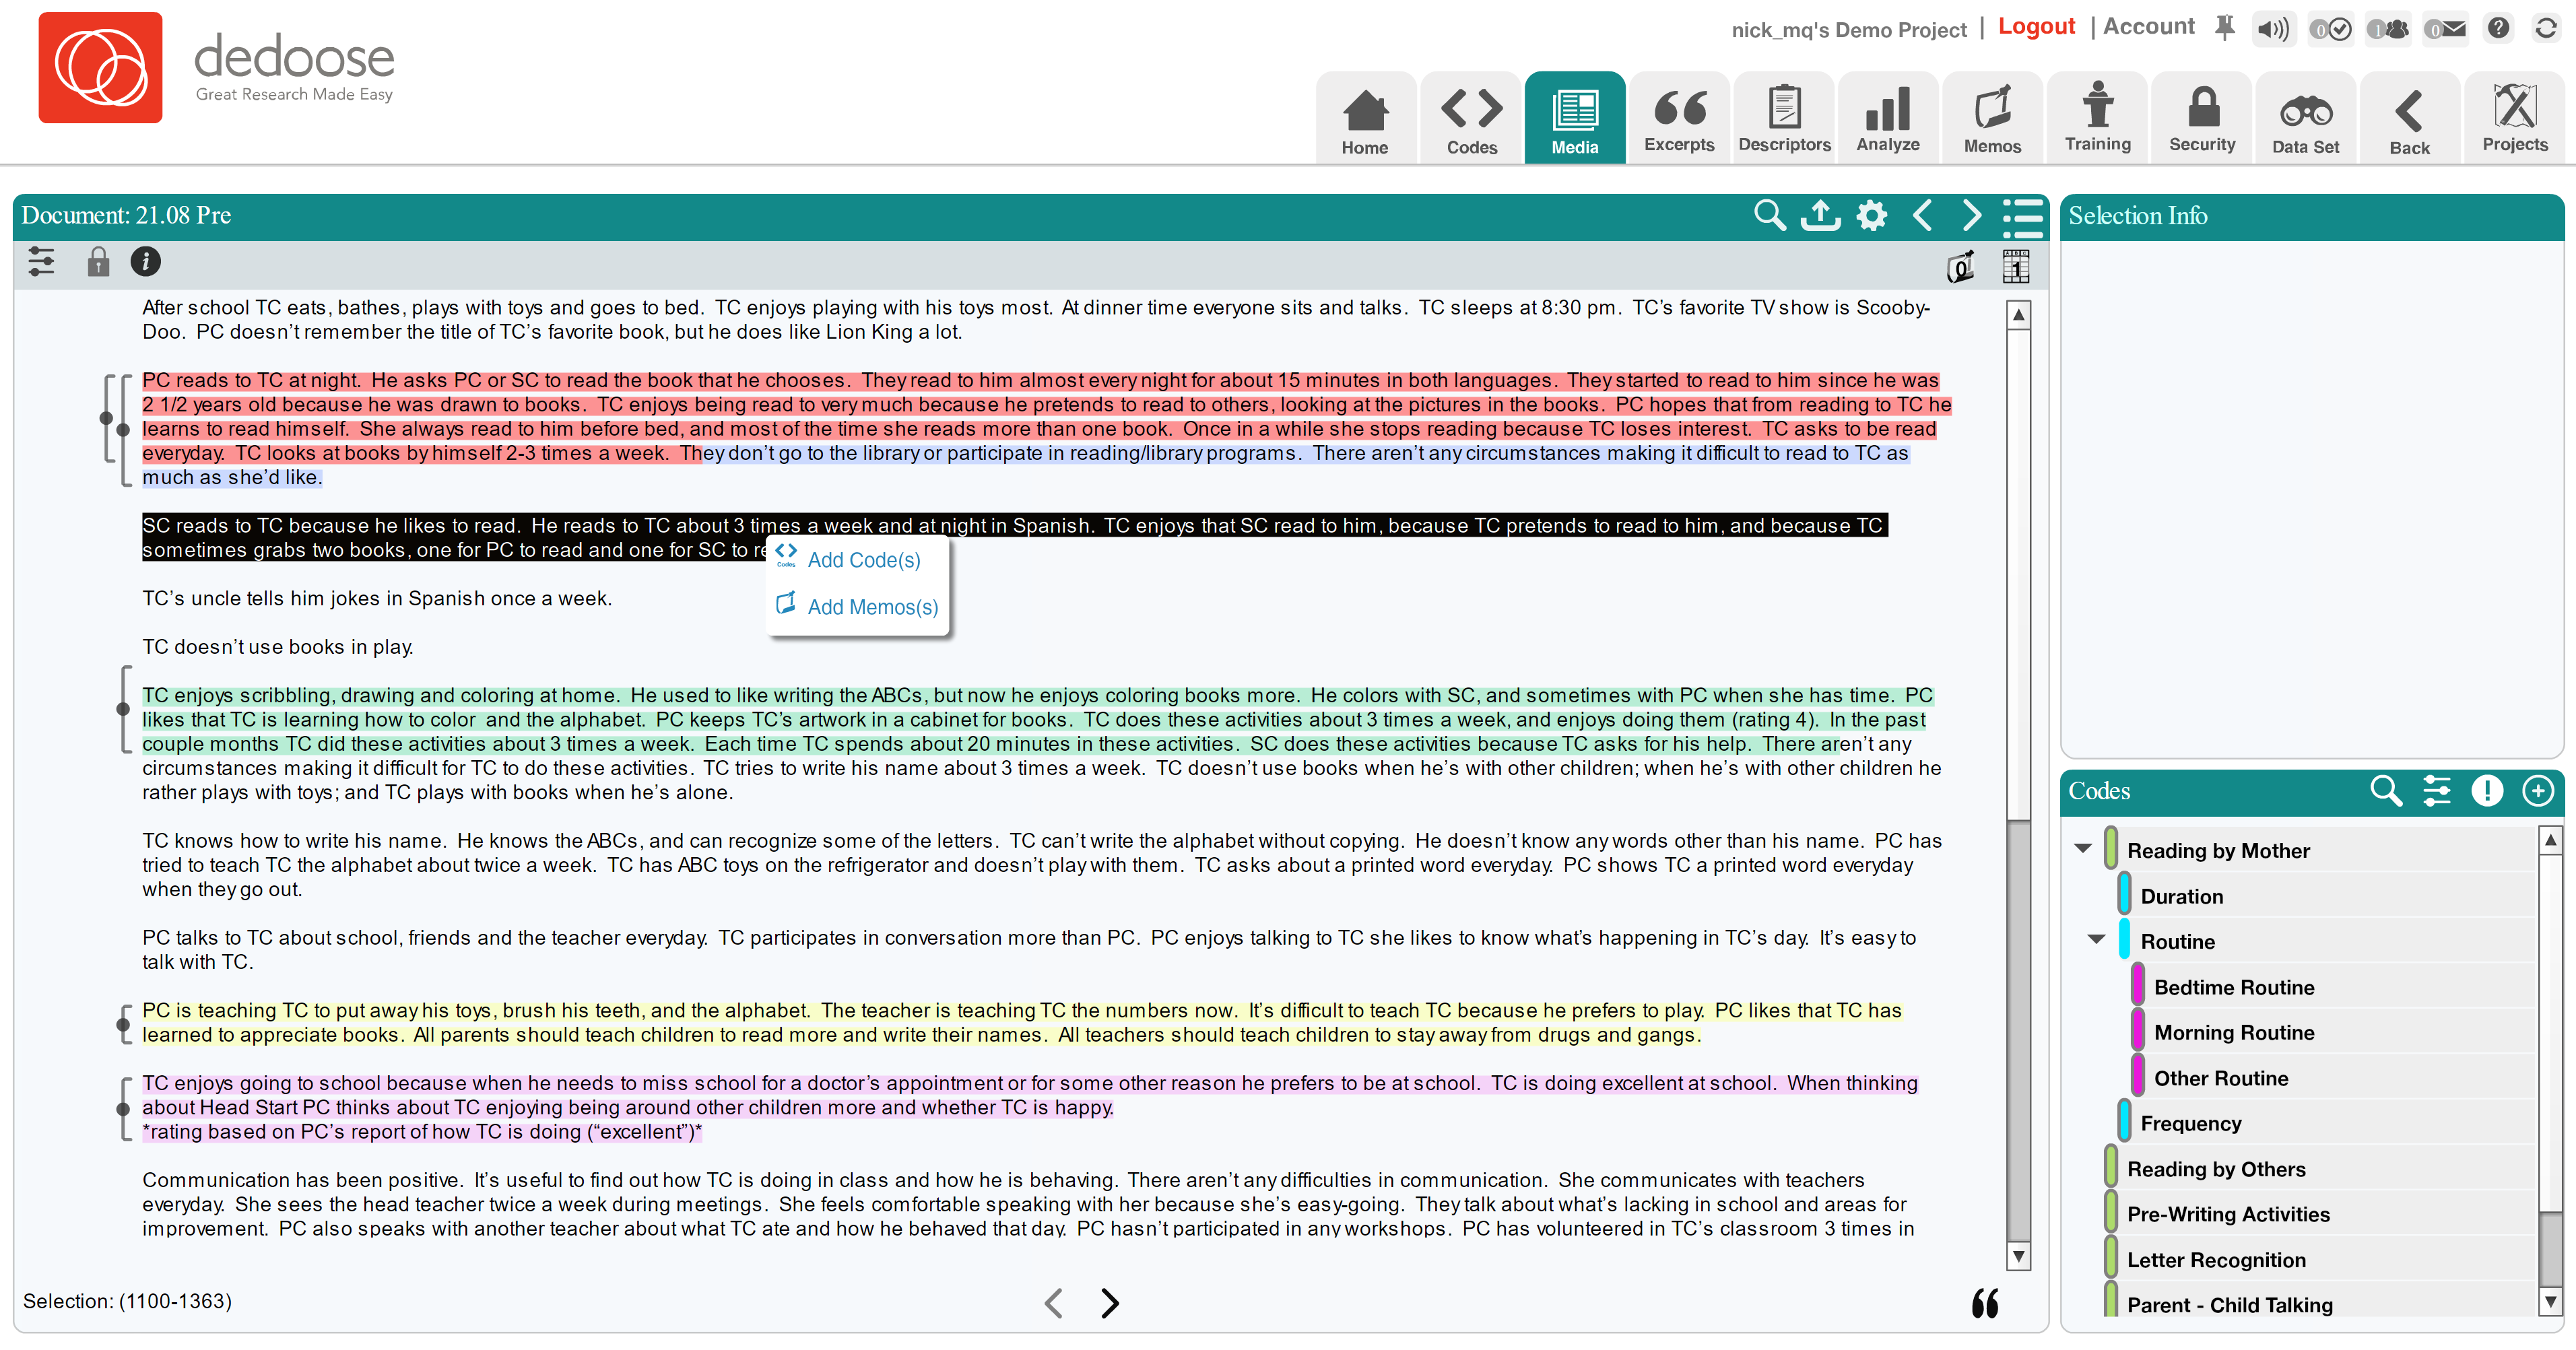 dedoose
Great Research Made Easy
nick_mq's Demo Project | Logout | Account 0 1 0
Home Codes Media Excerpts Descriptors Analyze Memos Training Security Data Set Back Projects
Document: 21.08 Pre
0 1
After school TC eats, bathes, plays with toys and goes to bed. TC enjoys playing with his toys most. At dinner time everyone sits and talks. TC sleeps at 8:30 pm. TC’s favorite TV show is Scooby-
Doo. PC doesn’t remember the title of TC’s favorite book, but he does like Lion King a lot.
PC reads to TC at night. He asks PC or SC to read the book that he chooses. They read to him almost every night for about 15 minutes in both languages. They started to read to him since he was
2 1/2 years old because he was drawn to books. TC enjoys being read to very much because he pretends to read to others, looking at the pictures in the books. PC hopes that from reading to TC he
learns to read himself. She always read to him before bed, and most of the time she reads more than one book. Once in a while she stops reading because TC loses interest. TC asks to be read
everyday. TC looks at books by himself 2-3 times a week. They don’t go to the library or participate in reading/library programs. There aren’t any circumstances making it difficult to read to TC as
much as she’d like.
SC reads to TC because he likes to read. He reads to TC about 3 times a week and at night in Spanish. TC enjoys that SC read to him, because TC pretends to read to him, and because TC
sometimes grabs two books, one for PC to read and one for SC to re
Codes Add Code(s)
Add Memos(s)
TC’s uncle tells him jokes in Spanish once a week.
TC doesn’t use books in play.
TC enjoys scribbling, drawing and coloring at home. He used to like writing the ABCs, but now he enjoys coloring books more. He colors with SC, and sometimes with PC when she has time. PC
likes that TC is learning how to color and the alphabet. PC keeps TC’s artwork in a cabinet for books. TC does these activities about 3 times a week, and enjoys doing them (rating 4). In the past
couple months TC did these activities about 3 times a week. Each time TC spends about 20 minutes in these activities. SC does these activities because TC asks for his help. There aren’t any
circumstances making it difficult for TC to do these activities. TC tries to write his name about 3 times a week. TC doesn’t use books when he’s with other children; when he’s with other children he
rather plays with toys; and TC plays with books when he’s alone.
TC knows how to write his name. He knows the ABCs, and can recognize some of the letters. TC can’t write the alphabet without copying. He doesn’t know any words other than his name. PC has
tried to teach TC the alphabet about twice a week. TC has ABC toys on the refrigerator and doesn’t play with them. TC asks about a printed word everyday. PC shows TC a printed word everyday
when they go out.
PC talks to TC about school, friends and the teacher everyday. TC participates in conversation more than PC. PC enjoys talking to TC she likes to know what’s happening in TC’s day. It’s easy to
talk with TC.
PC is teaching TC to put away his toys, brush his teeth, and the alphabet. The teacher is teaching TC the numbers now. It’s difficult to teach TC because he prefers to play. PC likes that TC has
learned to appreciate books. All parents should teach children to read more and write their names. All teachers should teach children to stay away from drugs and gangs.
TC enjoys going to school because when he needs to miss school for a doctor’s appointment or for some other reason he prefers to be at school. TC is doing excellent at school. When thinking
about Head Start PC thinks about TC enjoying being around other children more and whether TC is happy.
*rating based on PC’s report of how TC is doing (“excellent”)*
Communication has been positive. It’s useful to find out how TC is doing in class and how he is behaving. There aren’t any difficulties in communication. She communicates with teachers
everyday. She sees the head teacher twice a week during meetings. She feels comfortable speaking with her because she’s easy-going. They talk about what’s lacking in school and areas for
improvement. PC also speaks with another teacher about what TC ate and how he behaved that day. PC hasn’t participated in any workshops. PC has volunteered in TC’s classroom 3 times in
Selection: (1100-1363)
Selection Info
Codes
Reading by Mother
Duration
Routine
Bedtime Routine
Morning Routine
Other Routine
Frequency
Reading by Others
Pre-Writing Activities
Letter Recognition
Parent - Child Talking